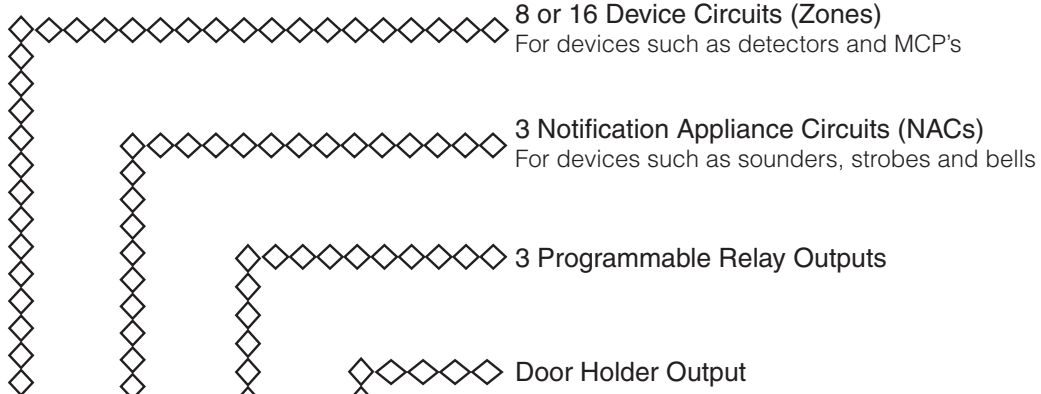 8 or 16 Device Circuits (Zones)
For devices such as detectors and MCP's
3 Notification Appliance Circuits (NACs)
For devices such as sounders, strobes and bells
3 Programmable Relay Outputs
Door Holder Output